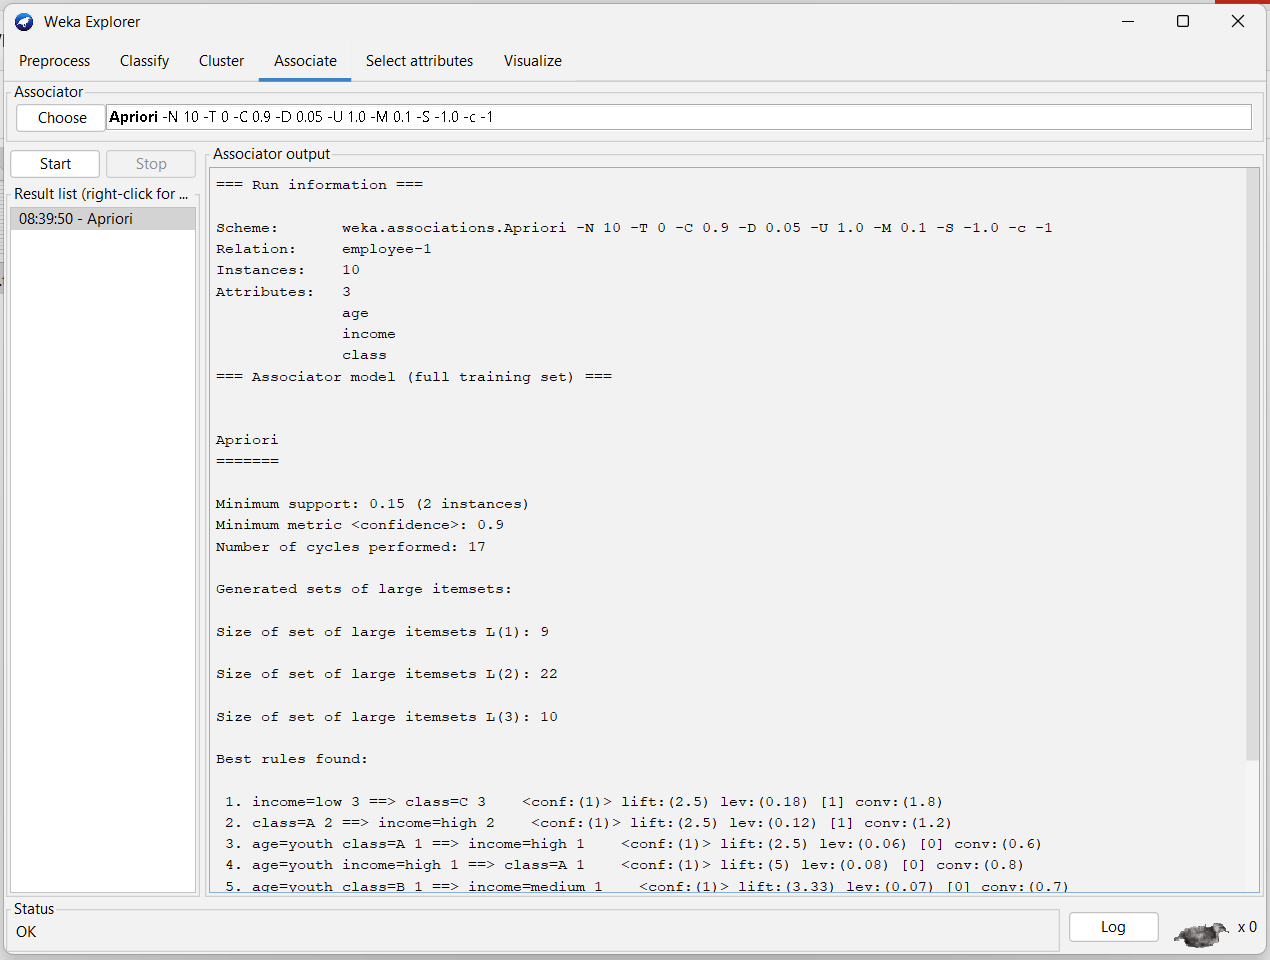 Weka Explorer
Preprocess Classify Cluster Associate Select attributes Visualize
Associator
Choose Apriori -N 10 -T 0 -C 0.9 -D 0.05 -U 1.0 -M 0.1 -S -1.0 -c -1
Start Stop
Result list (right-click for ...
08:39:50 - Apriori
Associator output
=== Run information ===
Scheme: weka.associations.Apriori -N 10 -T 0 -C 0.9 -D 0.05 -U 1.0 -M 0.1 -S -1.0 -c -1
Relation: employee-1
Instances: 10
Attributes: 3
age
income
class
=== Associator model (full training set) ===
Apriori
=======
Minimum support: 0.15 (2 instances)
Minimum metric <confidence>: 0.9
Number of cycles performed: 17
Generated sets of large itemsets:
Size of set of large itemsets L(1): 9
Size of set of large itemsets L(2): 22
Size of set of large itemsets L(3): 10
Best rules found:
1. income=low 3 ==> class=C 3 <conf:(1)> lift:(2.5) lev:(0.18) [1] conv:(1.8)
2. class=A 2 ==> income=high 2 <conf:(1)> lift:(2.5) lev:(0.12) [1] conv:(1.2)
3. age=youth class=A 1 ==> income=high 1 <conf:(1)> lift:(2.5) lev:(0.06) [0] conv:(0.6)
4. age=youth income=high 1 ==> class=A 1 <conf:(1)> lift:(5) lev:(0.08) [0] conv:(0.8)
5. age=youth class=B 1 ==> income=medium 1 <conf:(1)> lift:(3.33) lev:(0.07) [0] conv:(0.7)
Status
OK
Log
x 0